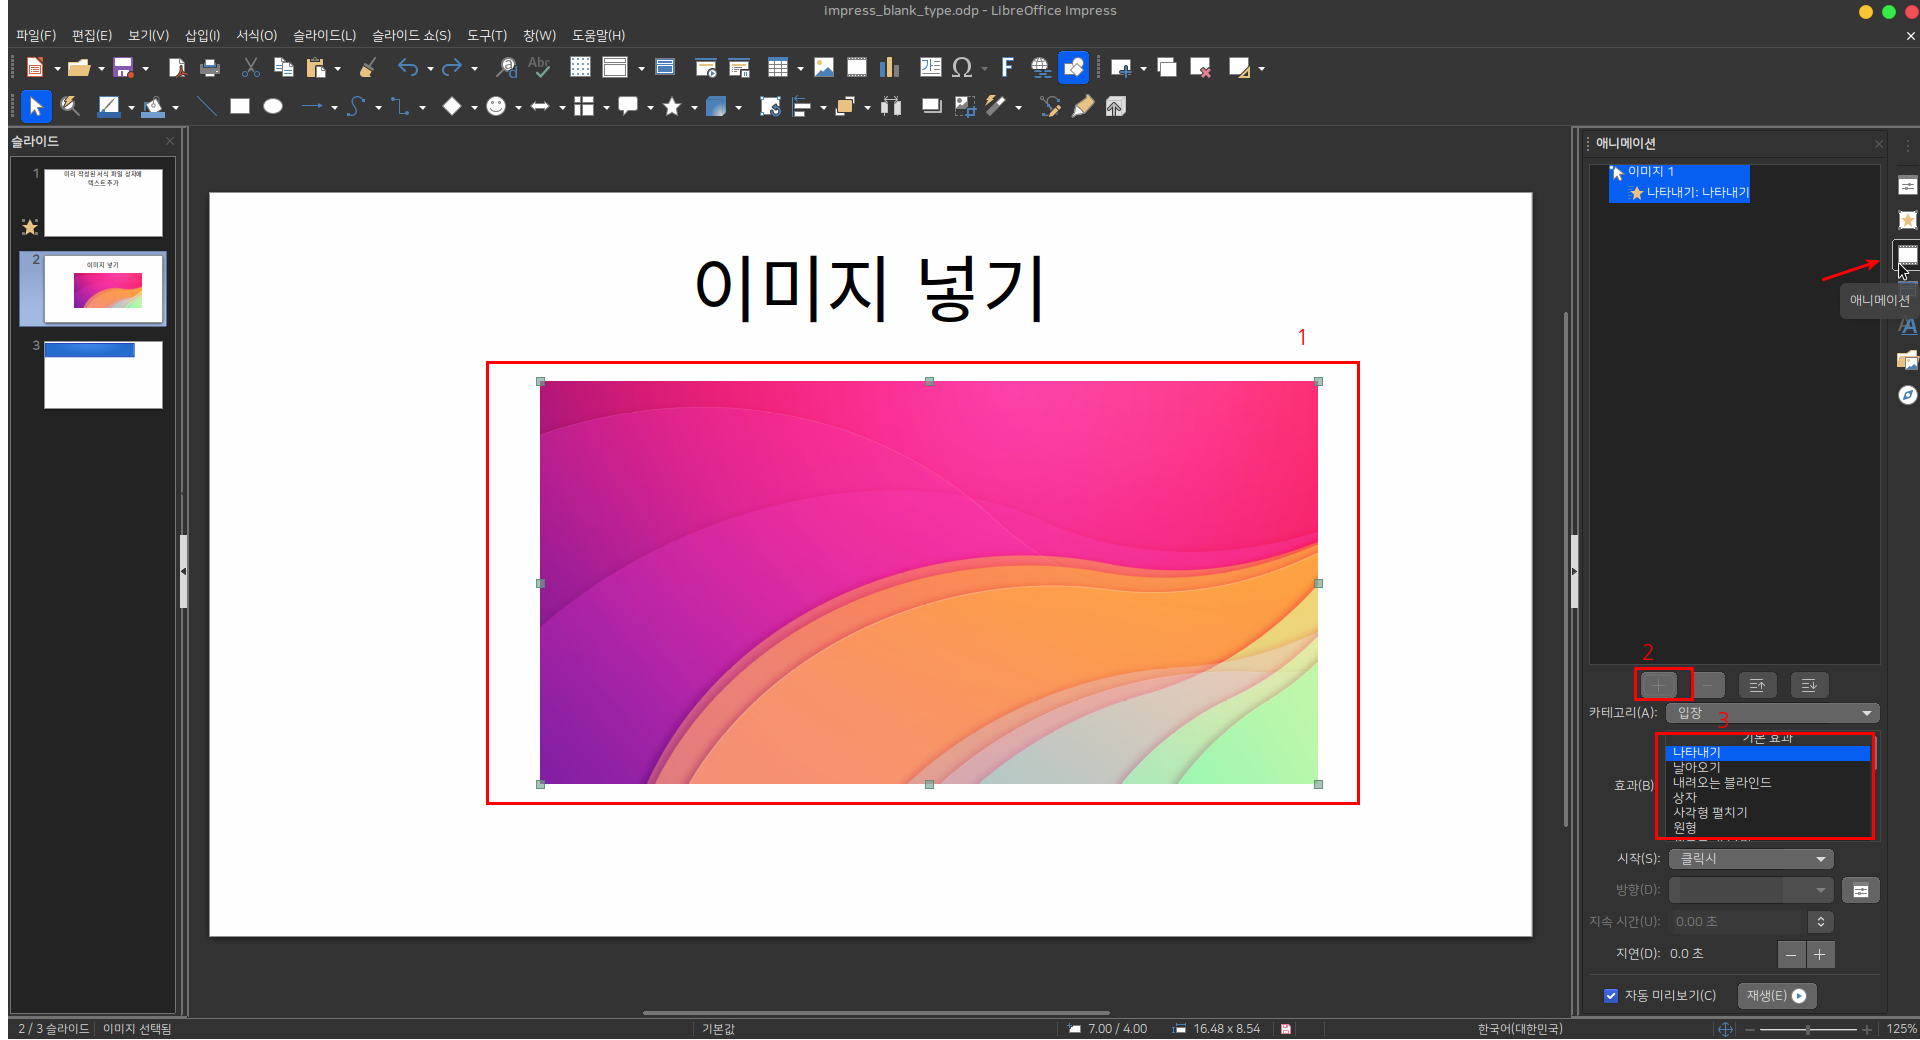 impress_blank_type.odp - LibreOffice Impress
파일(F) 편집(E) 보기(V) 삽입(I) 서식(O) 슬라이드(L) 슬라이드 쇼(S) 도구(T) 창(W) 도움말(H)
슬라이드
1
미리 작성된 서식 파일 상자에
텍스트 추가
2
이미지 넣기
3
이미지 넣기
1
애니메이션
이미지 1
나타내기: 나타내기
애니메이션
2
카테고리(A): 입장
3
기본 효과
나타내기
날아오기
효과(B)
내려오는 블라인드
상자
사각형 펼치기
원형
시작(S): 클릭시
방향(D):
지속 시간(U): 0.00 초
지연(D): 0.0 초
자동 미리보기(C) 재생(E)
2 / 3 슬라이드 이미지 선택됨 기본값 7.00 / 4.00 16.48 x 8.54 한국어(대한민국) 125%